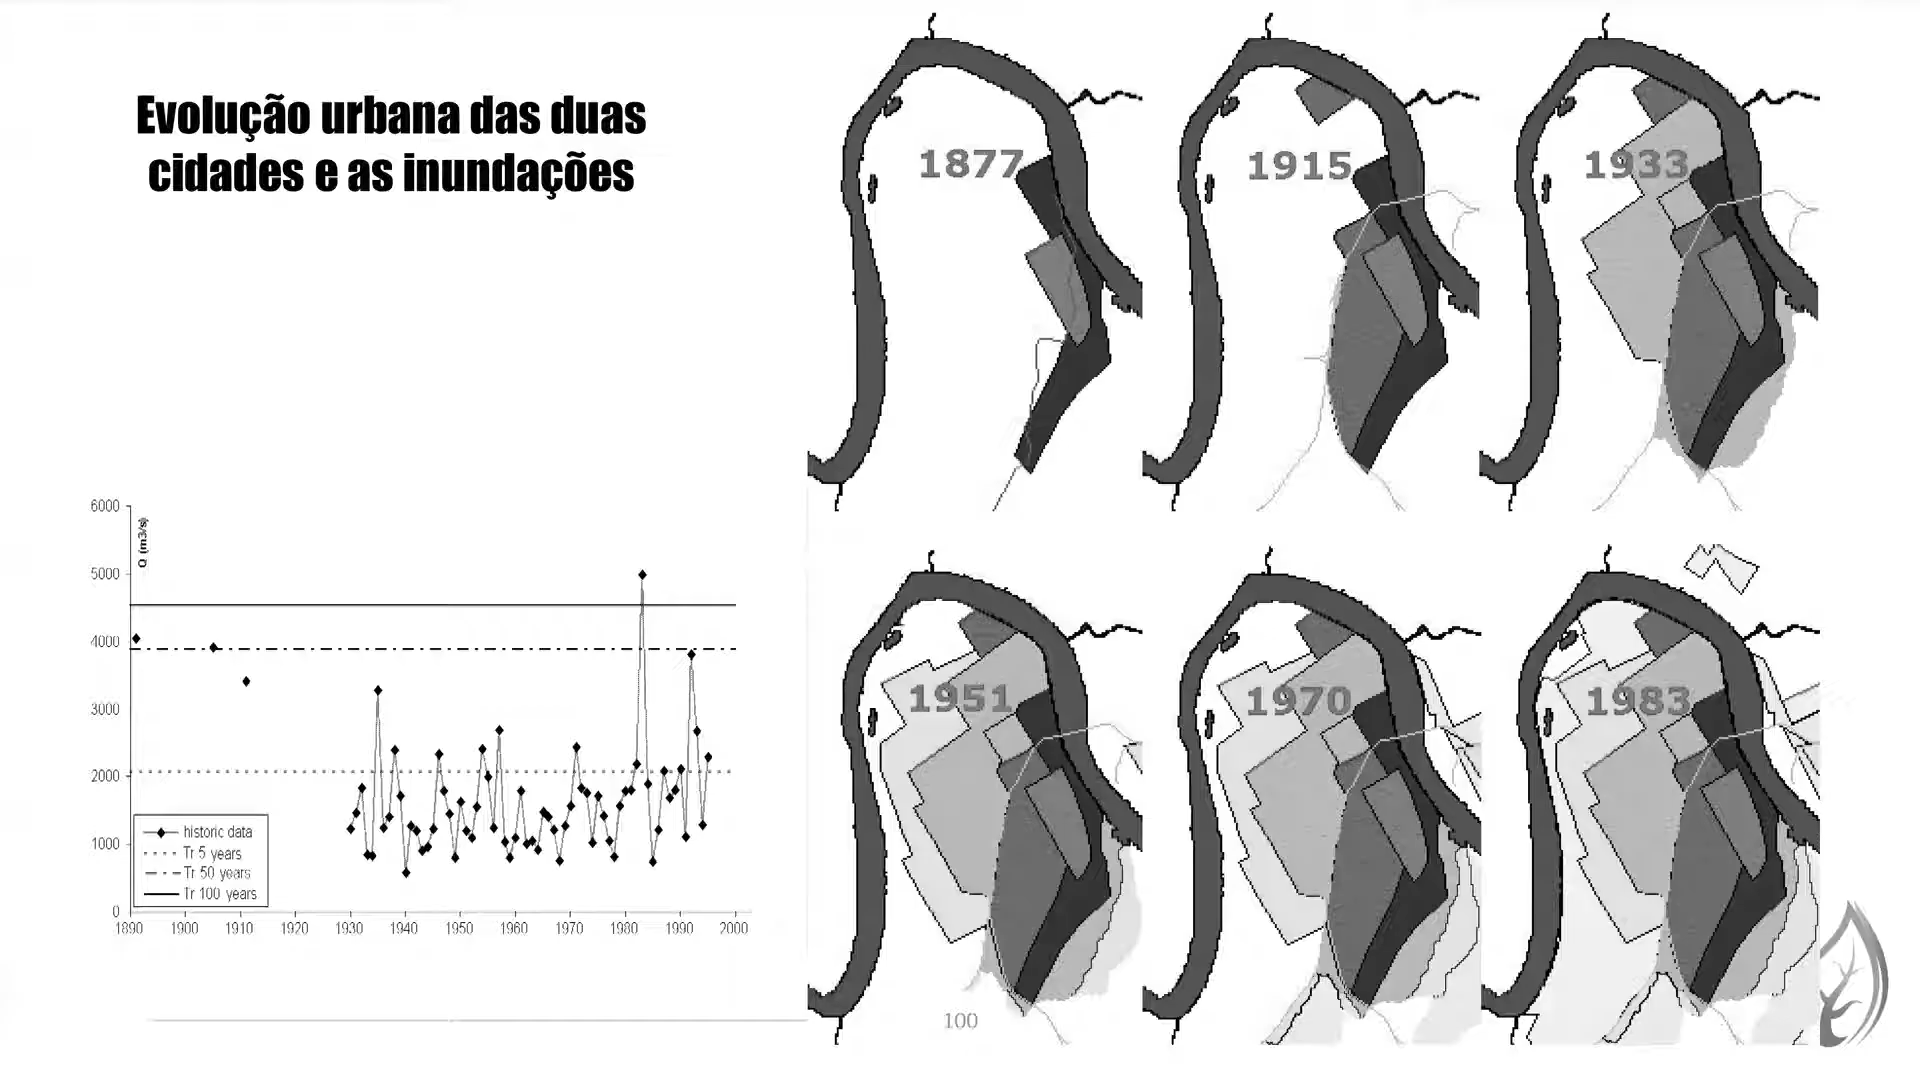 Evolução urbana das duas
cidades e as inundações
1877
1915
1933
1951
1970
1983
Q (m3/s)
6000
5000
4000
3000
2000
1000
0
historic data
Tr 5 years
Tr 50 years
Tr 100 years
1890 1900 1910 1920 1930 1940 1950 1960 1970 1980 1990 2000
100